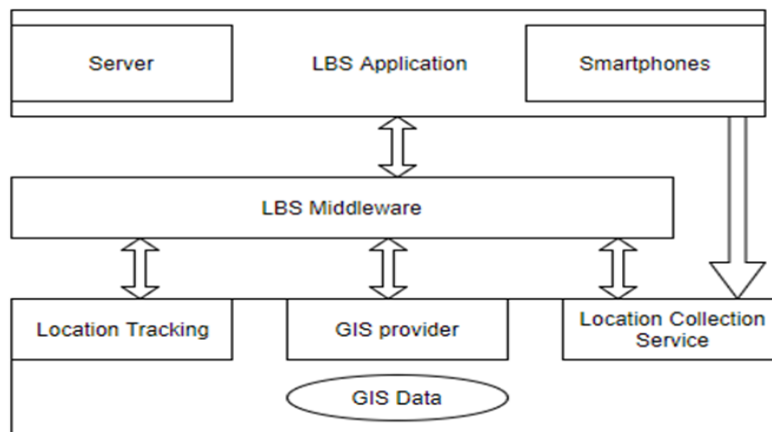 Server
LBS Application
Smartphones
LBS Middleware
Location Tracking
GIS provider
Location Collection
Service
GIS Data